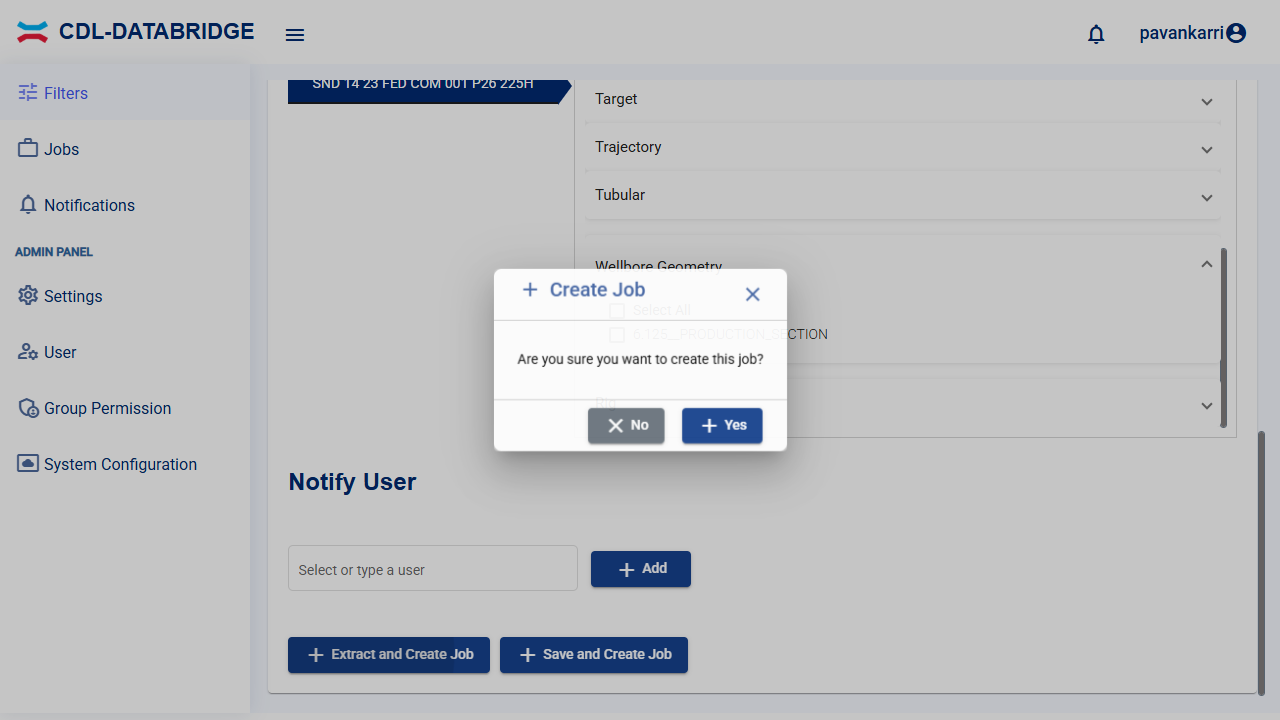 CDL-DATABRIDGE
pavankarri
Filters
Jobs
Notifications
ADMIN PANEL
Settings
User
Group Permission
System Configuration
SND 14 23 FED COM 001 P26 225H
Target
Trajectory
Tubular
Wellbore Geometry
Select All
6.125__PRODUCTION_SECTION
Rig
Create Job
Are you sure you want to create this job?
No
Yes
Notify User
Select or type a user
Add
Extract and Create Job
Save and Create Job